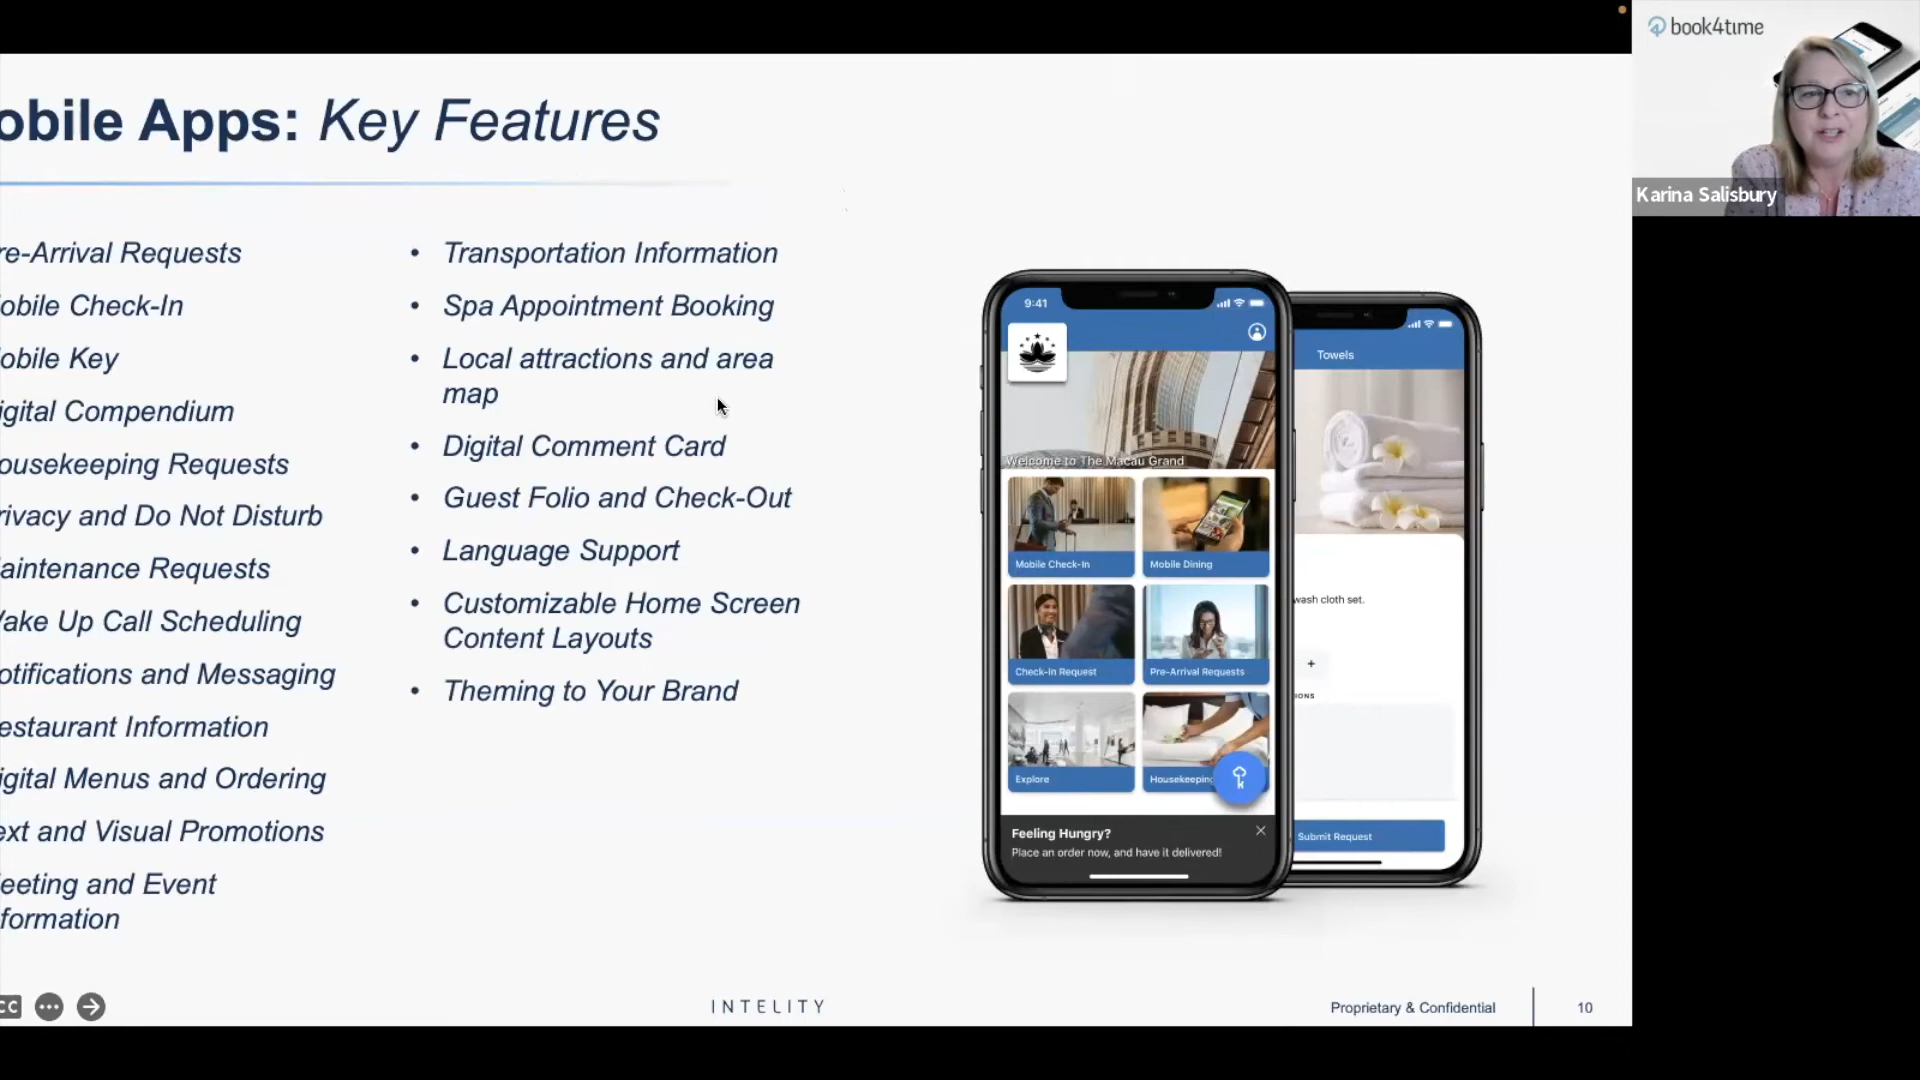 book4time
Karina Salisbury
obile Apps: Key Features
re-Arrival Requests
obile Check-In
obile Key
igital Compendium
ousekeeping Requests
rivacy and Do Not Disturb
aintenance Requests
ake Up Call Scheduling
otifications and Messaging
estaurant Information
igital Menus and Ordering
ext and Visual Promotions
eeting and Event
formation
• Transportation Information
• Spa Appointment Booking
• Local attractions and area
map
• Digital Comment Card
• Guest Folio and Check-Out
• Language Support
• Customizable Home Screen
Content Layouts
• Theming to Your Brand
9:41
Welcome to The Macau Grand
Mobile Check-In
Mobile Dining
Check-In Request
Pre-Arrival Requests
Explore
Housekeeping
Feeling Hungry?
Place an order now, and have it delivered!
Towels
wash cloth set.
+
IONS
Submit Request
CC
INTELITY
Proprietary & Confidential
10